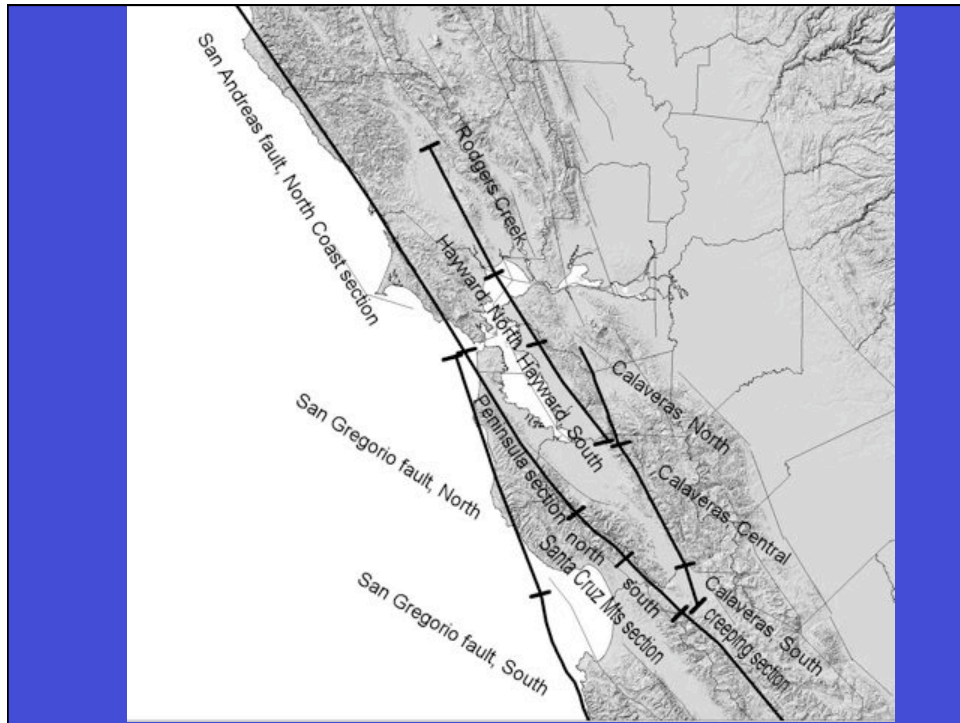 San Andreas fault, North Coast section
Rodgers Creek
Hayward, North
Hayward, South
Calaveras, North
Peninsula section
San Gregorio fault, North
Calaveras, Central
north
south
Santa Cruz Mts section
San Gregorio fault, South
Calaveras, South
creeping section